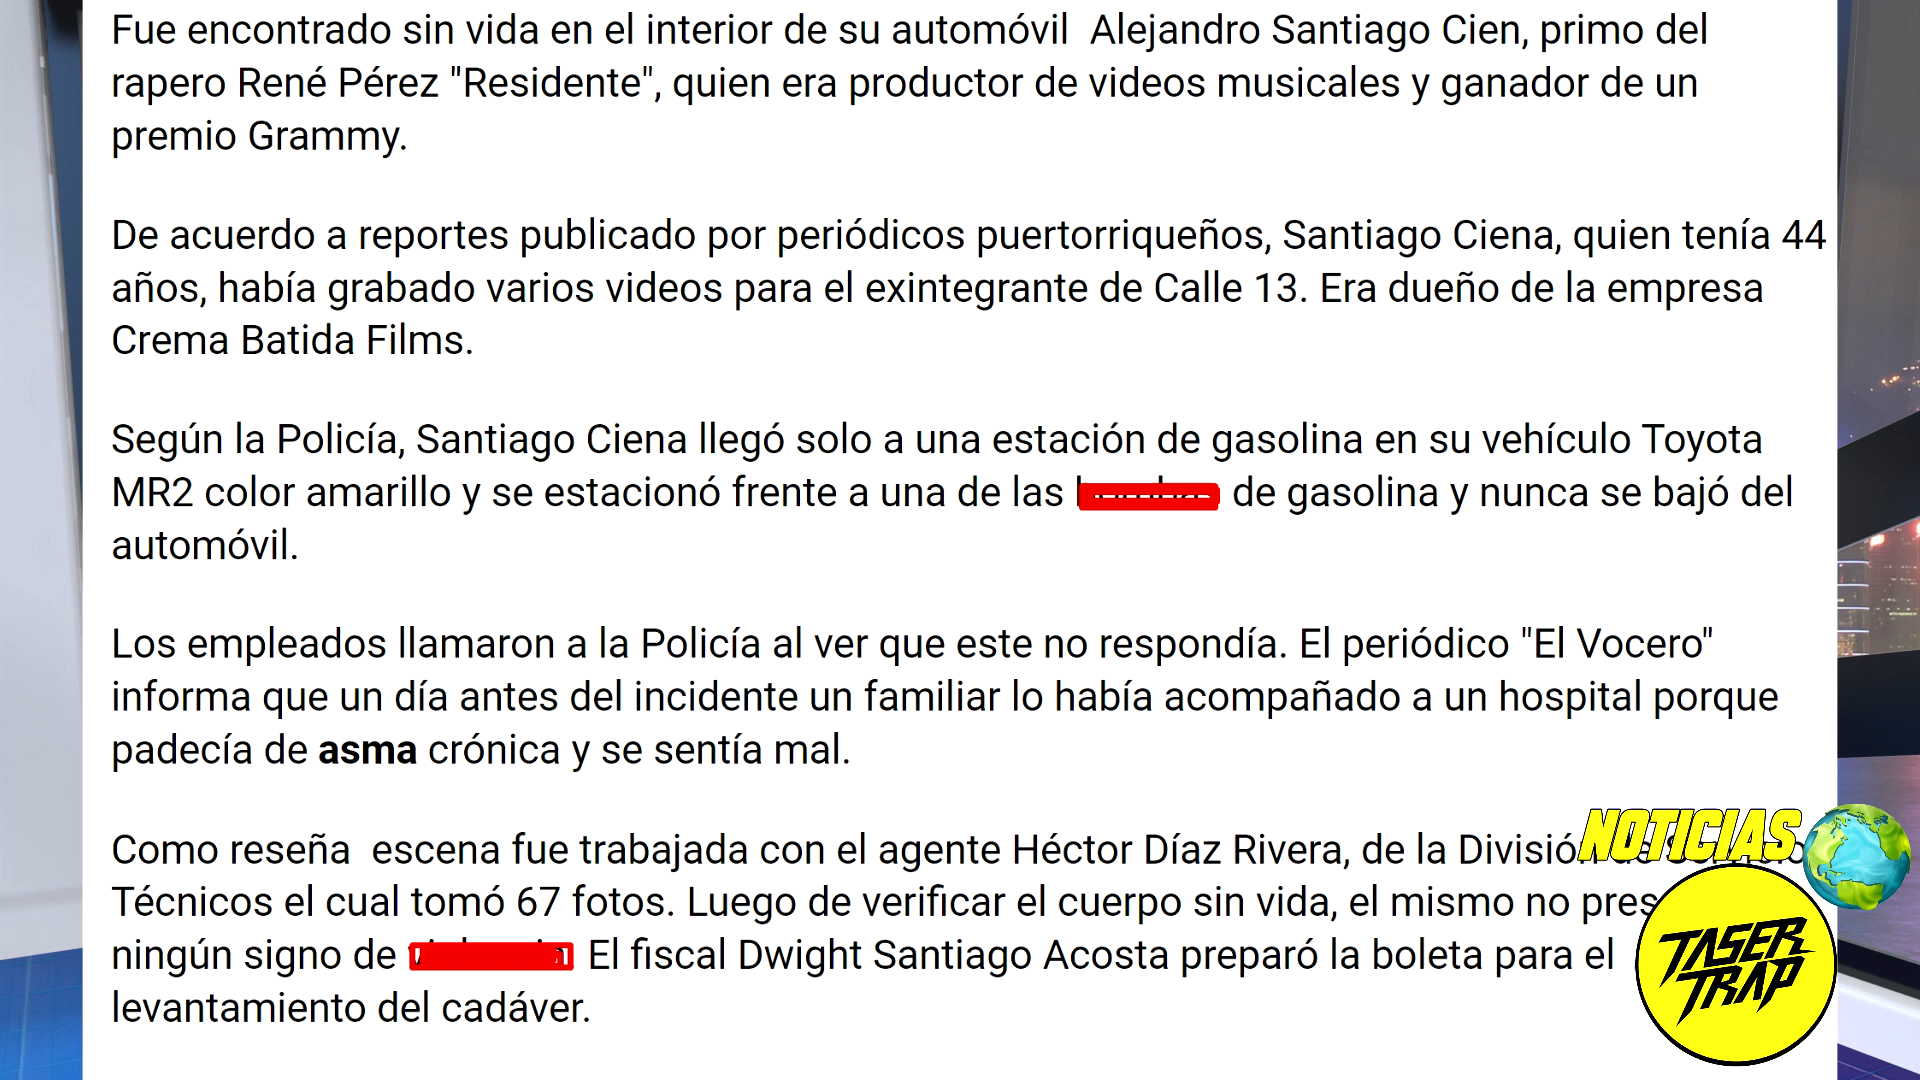 Fue encontrado sin vida en el interior de su automóvil  Alejandro Santiago Cien, primo del
rapero René Pérez "Residente", quien era productor de videos musicales y ganador de un
premio Grammy.
De acuerdo a reportes publicado por periódicos puertorriqueños, Santiago Ciena, quien tenía 44
años, había grabado varios videos para el exintegrante de Calle 13. Era dueño de la empresa
Crema Batida Films.
Según la Policía, Santiago Ciena llegó solo a una estación de gasolina en su vehículo Toyota
MR2 color amarillo y se estacionó frente a una de las de gasolina y nunca se bajó del
automóvil.
Los empleados llamaron a la Policía al ver que este no respondía. El periódico "El Vocero"
informa que un día antes del incidente un familiar lo había acompañado a un hospital porque
padecía de asma crónica y se sentía mal.
Como reseña  escena fue trabajada con el agente Héctor Díaz Rivera, de la División
Técnicos el cual tomó 67 fotos. Luego de verificar el cuerpo sin vida, el mismo no
ningún signo de El fiscal Dwight Santiago Acosta preparó la boleta para el
levantamiento del cadáver.
NOTICIAS
TASER
TRAP